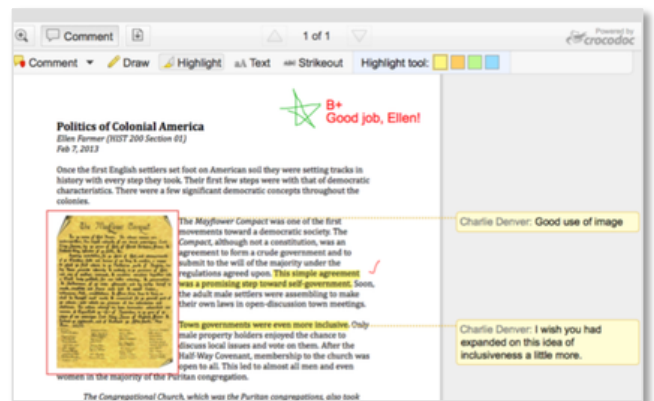 Comment
1 of 1
Powered by
crocodoc
Comment Draw Highlight Text Strikeout Highlight tool:
B+
Good job, Ellen!
Politics of Colonial America
Ellen Farmer (HIST 200 Section 01)
Feb 7, 2013
Once the first English settlers set foot on American soil they were setting tracks in
history with every step they took. Their first few steps were with that of democratic
characteristics. There were a few significant democratic concepts throughout the
colonies.
The Mayflower Compact
The Mayflower Compact was one of the first
movements toward a democratic society. The
Compact, although not a constitution, was an
agreement to form a crude government and to
submit to the will of the majority under the
regulations agreed upon. This simple agreement
was a promising step toward self-government. Soon,
the adult male settlers were assembling to make
their own laws in open-discussion town meetings.
Charlie Denver: Good use of image
Town governments were even more inclusive. Only
male property holders enjoyed the chance to
discuss local issues and vote on them. After the
Half-Way Covenant, membership to the church was
open to all. This led to almost all men and even
women in the majority of the Puritan congregation.
Charlie Denver: I wish you had
expanded on this idea of
inclusiveness a little more.
The Congregational Church, which was the Puritan congregations, also took